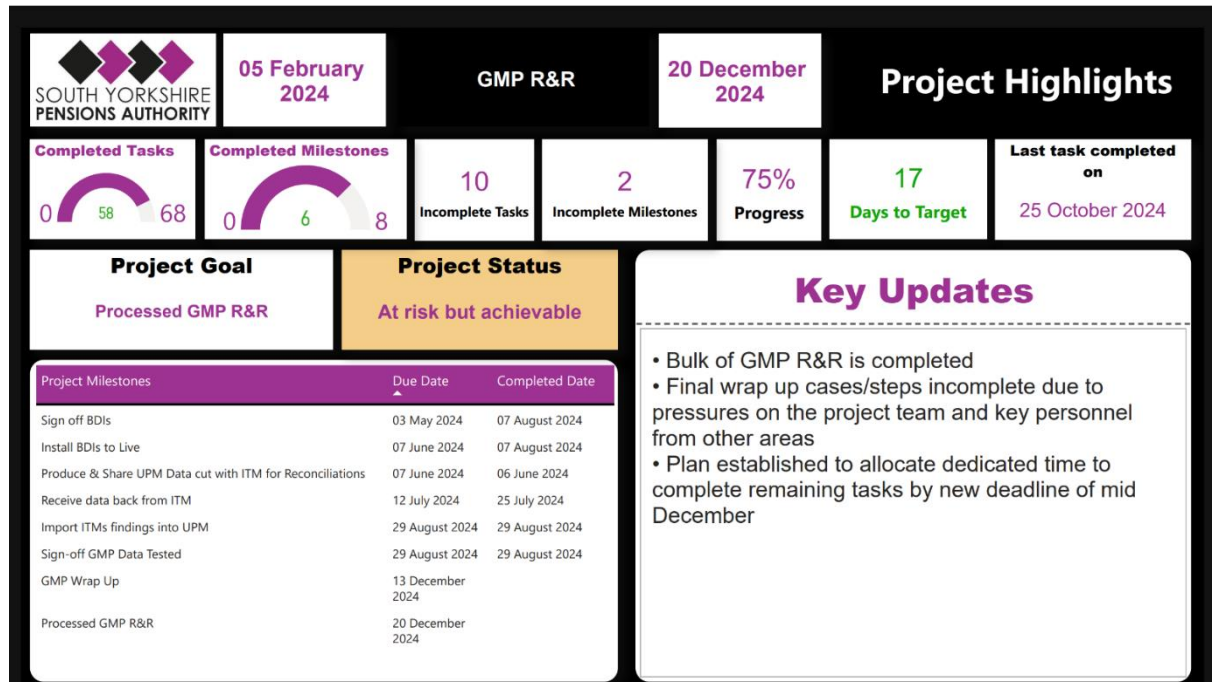 SOUTH YORKSHIRE
PENSIONS AUTHORITY
05 February
2024
GMP R&R
20 December
2024
Project Highlights
Completed Tasks
0 58 68
Completed Milestones
0 6 8
10
Incomplete Tasks
2
Incomplete Milestones
75%
Progress
17
Days to Target
Last task completed
on
25 October 2024
Project Goal
Processed GMP R&R
Project Status
At risk but achievable
Project Milestones Due Date Completed Date
Sign off BDIs 03 May 2024 07 August 2024
Install BDIs to Live 07 June 2024 07 August 2024
Produce & Share UPM Data cut with ITM for Reconciliations 07 June 2024 06 June 2024
Receive data back from ITM 12 July 2024 25 July 2024
Import ITMs findings into UPM 29 August 2024 29 August 2024
Sign-off GMP Data Tested 29 August 2024 29 August 2024
GMP Wrap Up 13 December
2024
Processed GMP R&R 20 December
2024
Key Updates
• Bulk of GMP R&R is completed
• Final wrap up cases/steps incomplete due to
pressures on the project team and key personnel
from other areas
• Plan established to allocate dedicated time to
complete remaining tasks by new deadline of mid
December